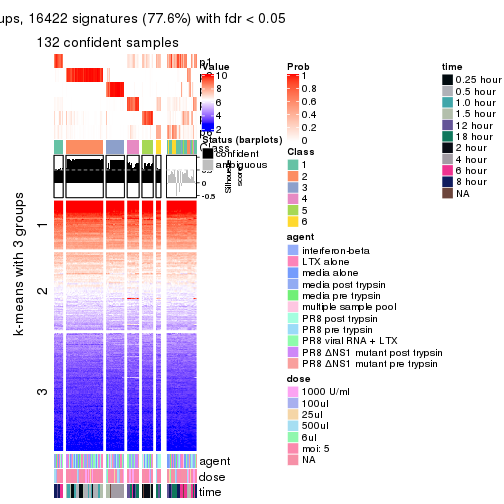 ups, 16422 signatures (77.6%) with fdr < 0.05
132 confident samples
k-means with 3 groups
1
2
3
p1
agent
dose
time
Value
10
8
6
4
2
Status (barplots)
confident
ambiguous
0.5
0
-0.5
Silhouette
score
Prob
1
0.8
0.6
0.4
0.2
0
Class
1
2
3
4
5
6
agent
interferon-beta
LTX alone
media alone
media post trypsin
media pre trypsin
multiple sample pool
PR8 post trypsin
PR8 pre trypsin
PR8 viral RNA + LTX
PR8 ΔNS1 mutant post trypsin
PR8 ΔNS1 mutant pre trypsin
dose
1000 U/ml
100ul
25ul
500ul
6ul
moi: 5
NA
time
0.25 hour
0.5 hour
1.0 hour
1.5 hour
12 hour
18 hour
2 hour
4 hour
6 hour
8 hour
NA